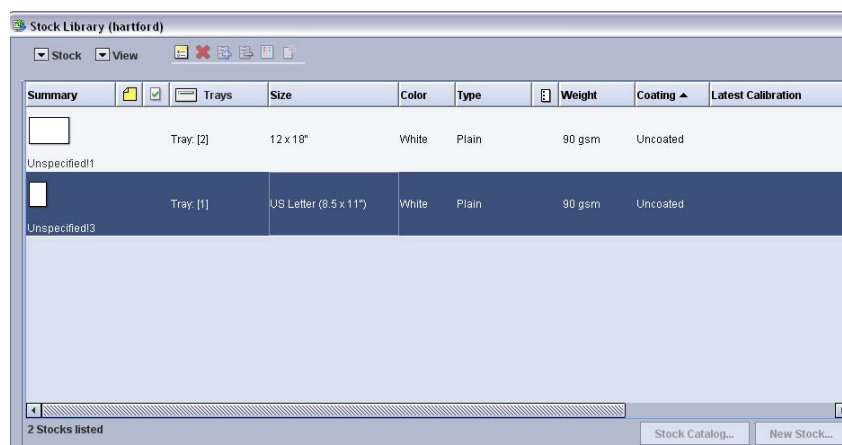 Stock Library (hartford)
Stock View
Summary Trays Size Color Type Weight Coating Latest Calibration
Tray: [2] 12 x 18" White Plain 90 gsm Uncoated
Unspecified!1
Tray: [1] US Letter (8.5 x 11") White Plain 90 gsm Uncoated
Unspecified!3
2 Stocks listed
Stock Catalog... New Stock...